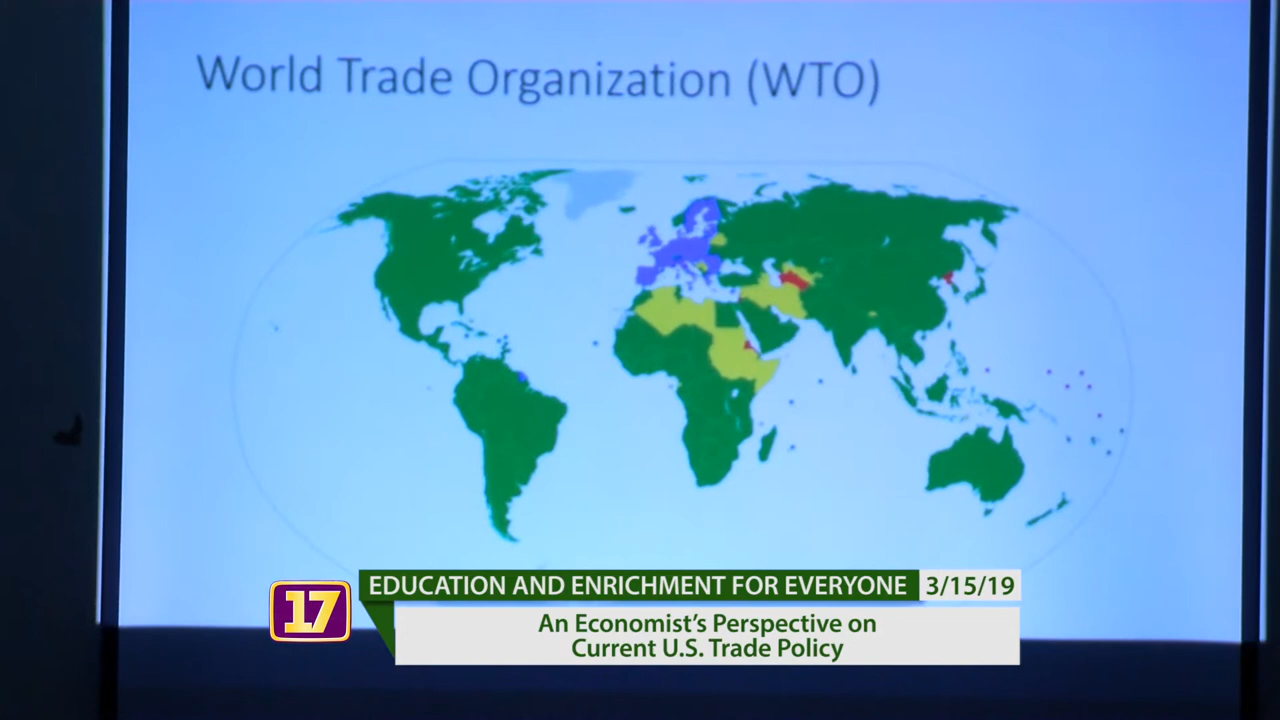 World Trade Organization (WTO)
17
EDUCATION AND ENRICHMENT FOR EVERYONE 3/15/19
An Economist's Perspective on
Current U.S. Trade Policy